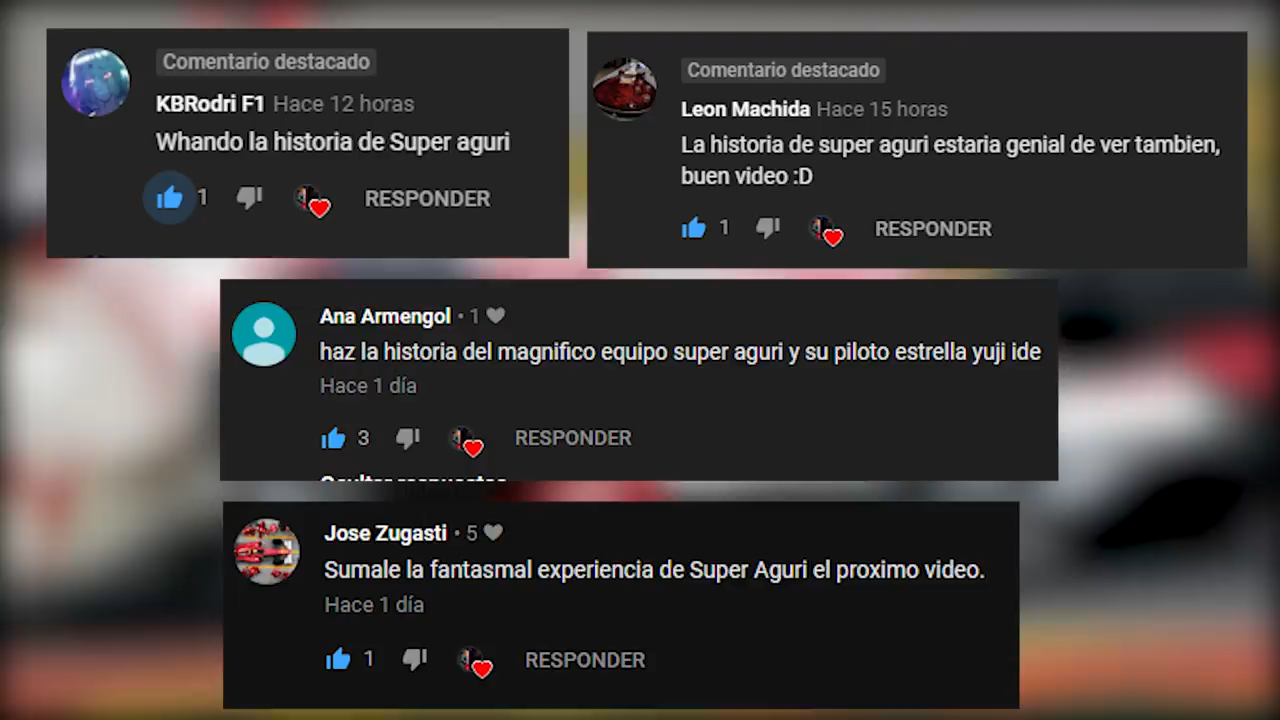 Comentario destacado
KBRodri F1 Hace 12 horas
Whando la historia de Super aguri
1 RESPONDER
Comentario destacado
Leon Machida Hace 15 horas
La historia de super aguri estaria genial de ver tambien,
buen video :D
1 RESPONDER
Ana Armengol • 1
haz la historia del magnifico equipo super aguri y su piloto estrella yuji ide
Hace 1 día
3 RESPONDER
Ocultar respuestas
Jose Zugasti • 5
Sumale la fantasmal experiencia de Super Aguri el proximo video.
Hace 1 día
1 RESPONDER